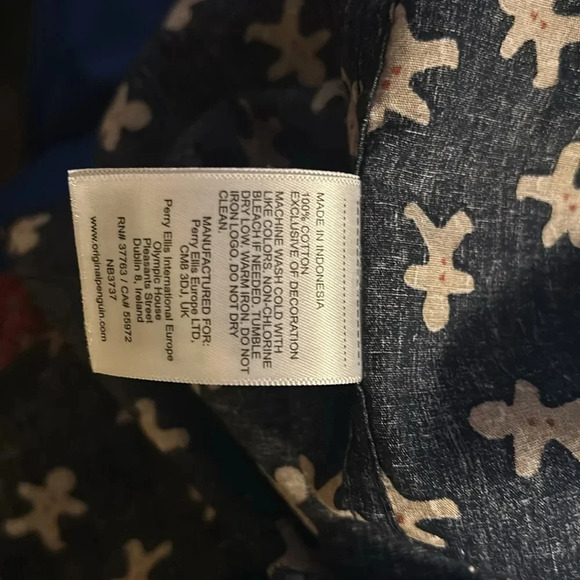 MADE IN INDONESIA
100% COTTON
EXCLUSIVE OF DECORATION
MACHINE WASH COLD WITH
LIKE COLORS. NON-CHLORINE
BLEACH IF NEEDED. TUMBLE
DRY LOW. WARM IRON. DO NOT
IRON LOGO. DO NOT DRY
CLEAN.
MANUFACTURED FOR:
Perry Ellis Europe LTD,
CM8 3DJ, UK
Perry Ellis International Europe
Olympic House
Pleasants Street
Dublin 8, Ireland
NB3737
RN# 37763 / CA# 55972
www.originalpenguin.com